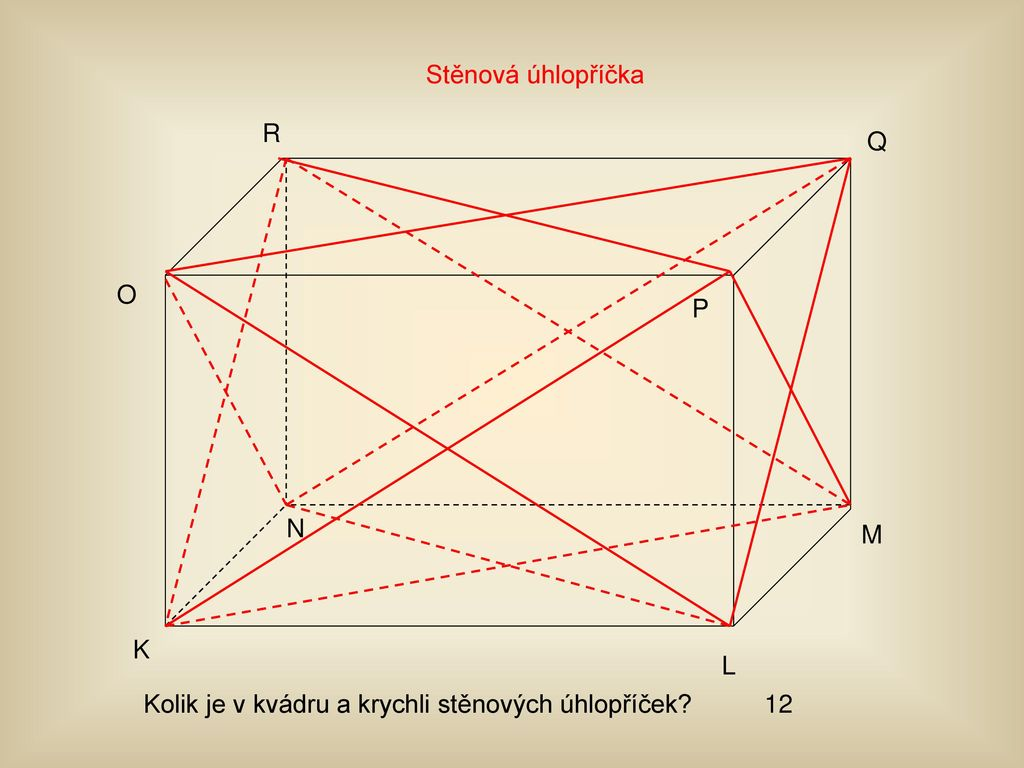 Stěnová úhlopříčka
R
Q
O
P
N
M
K
L
Kolik je v kvádru a krychli stěnových úhlopříček? 12